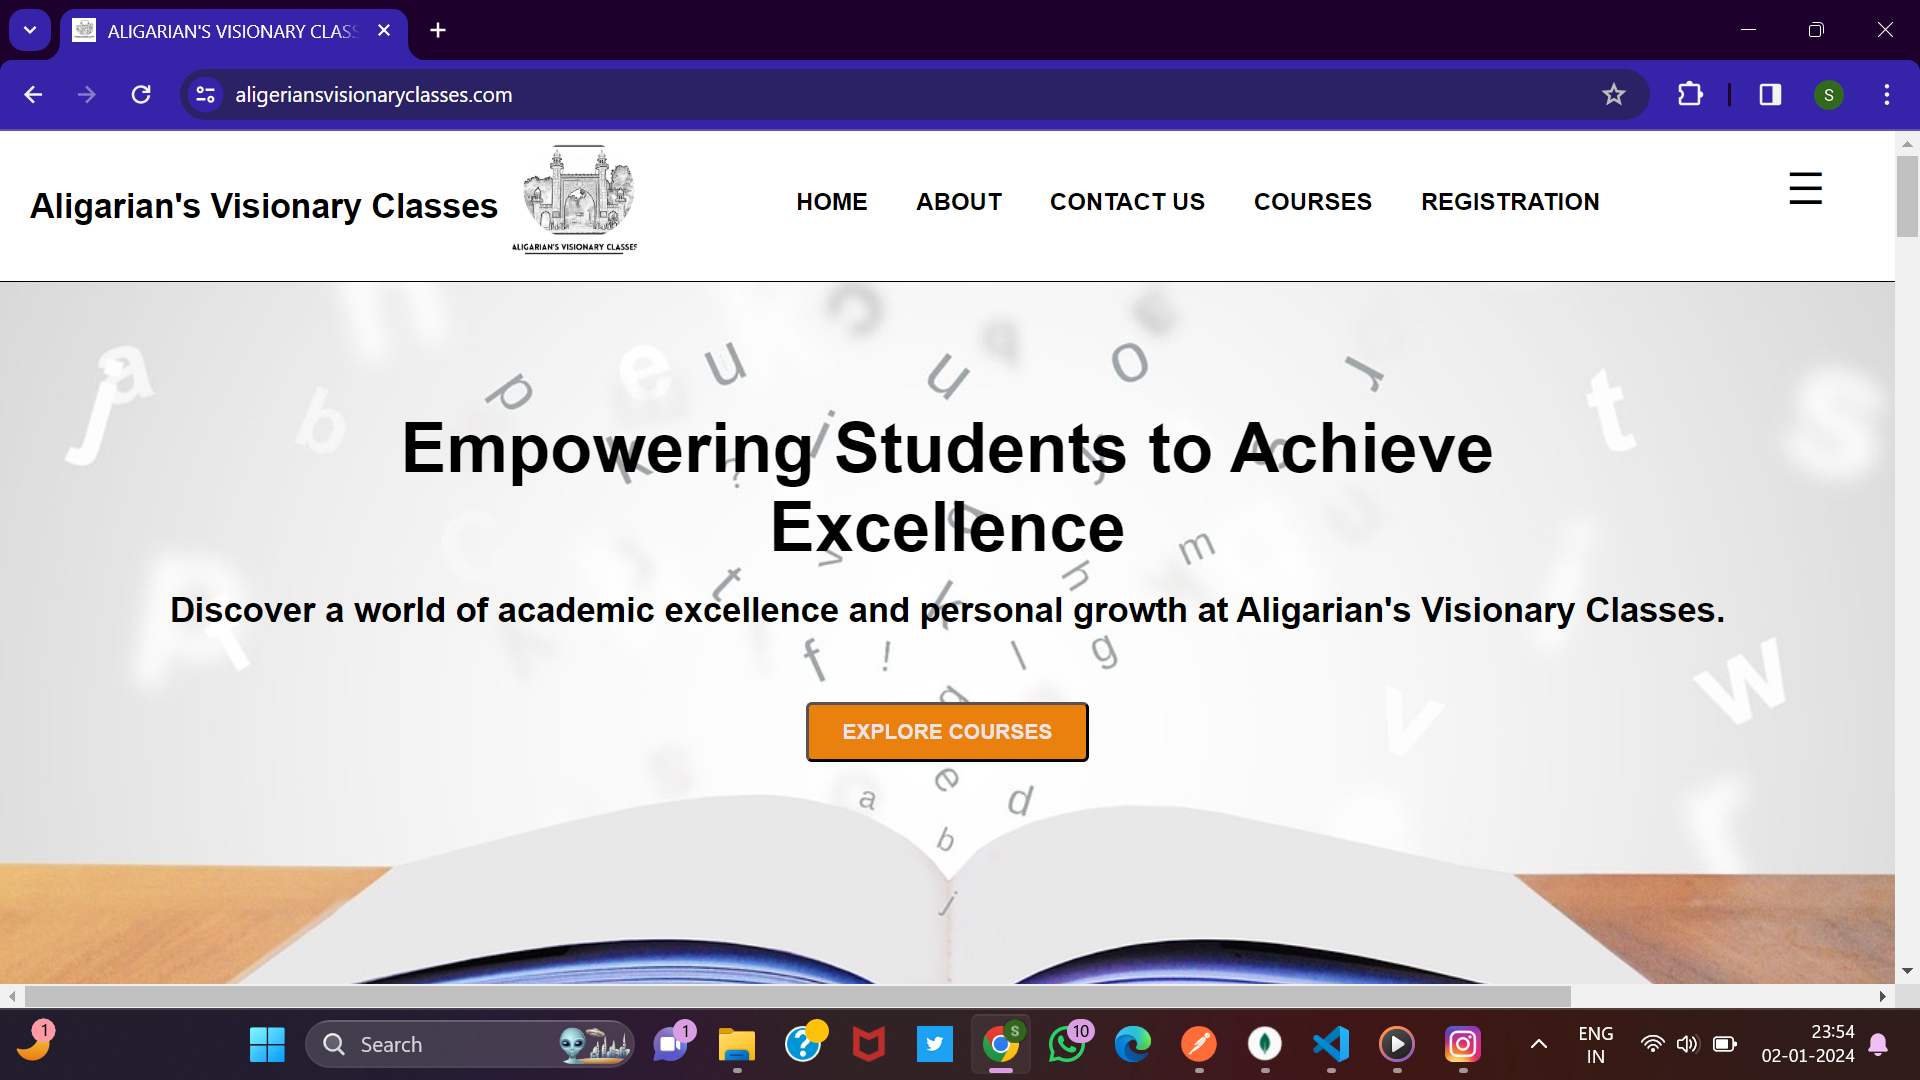 ALIGARIAN'S VISIONARY CLASS
aligeriansvisionaryclasses.com
S
Aligarian's Visionary Classes
ALIGARIAN'S VISIONARY CLASSES
HOME ABOUT CONTACT US COURSES REGISTRATION
Empowering Students to Achieve
Excellence
Discover a world of academic excellence and personal growth at Aligarian's Visionary Classes.
EXPLORE COURSES
1
Search
1
S
10
ENG
IN
23:54
02-01-2024